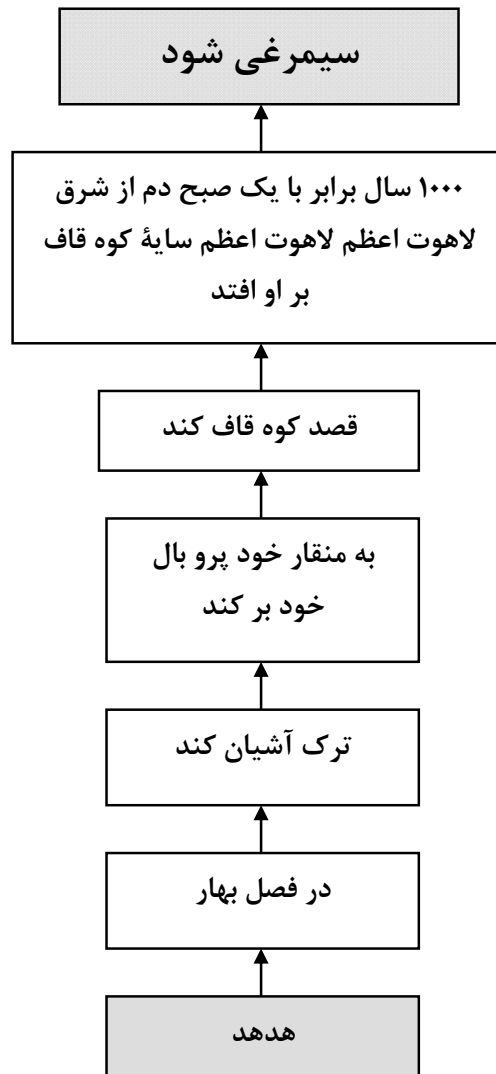 سیمرغی شود
۱۰۰۰ سال برابر با یک صبح دم از شرق
لاهوت اعظم لاهوت اعظم سایهٔ کوه قاف
بر او افتد
قصد کوه قاف کند
به منقار خود پرو بال
خود بر کند
ترک آشیان کند
در فصل بهار
هدهد